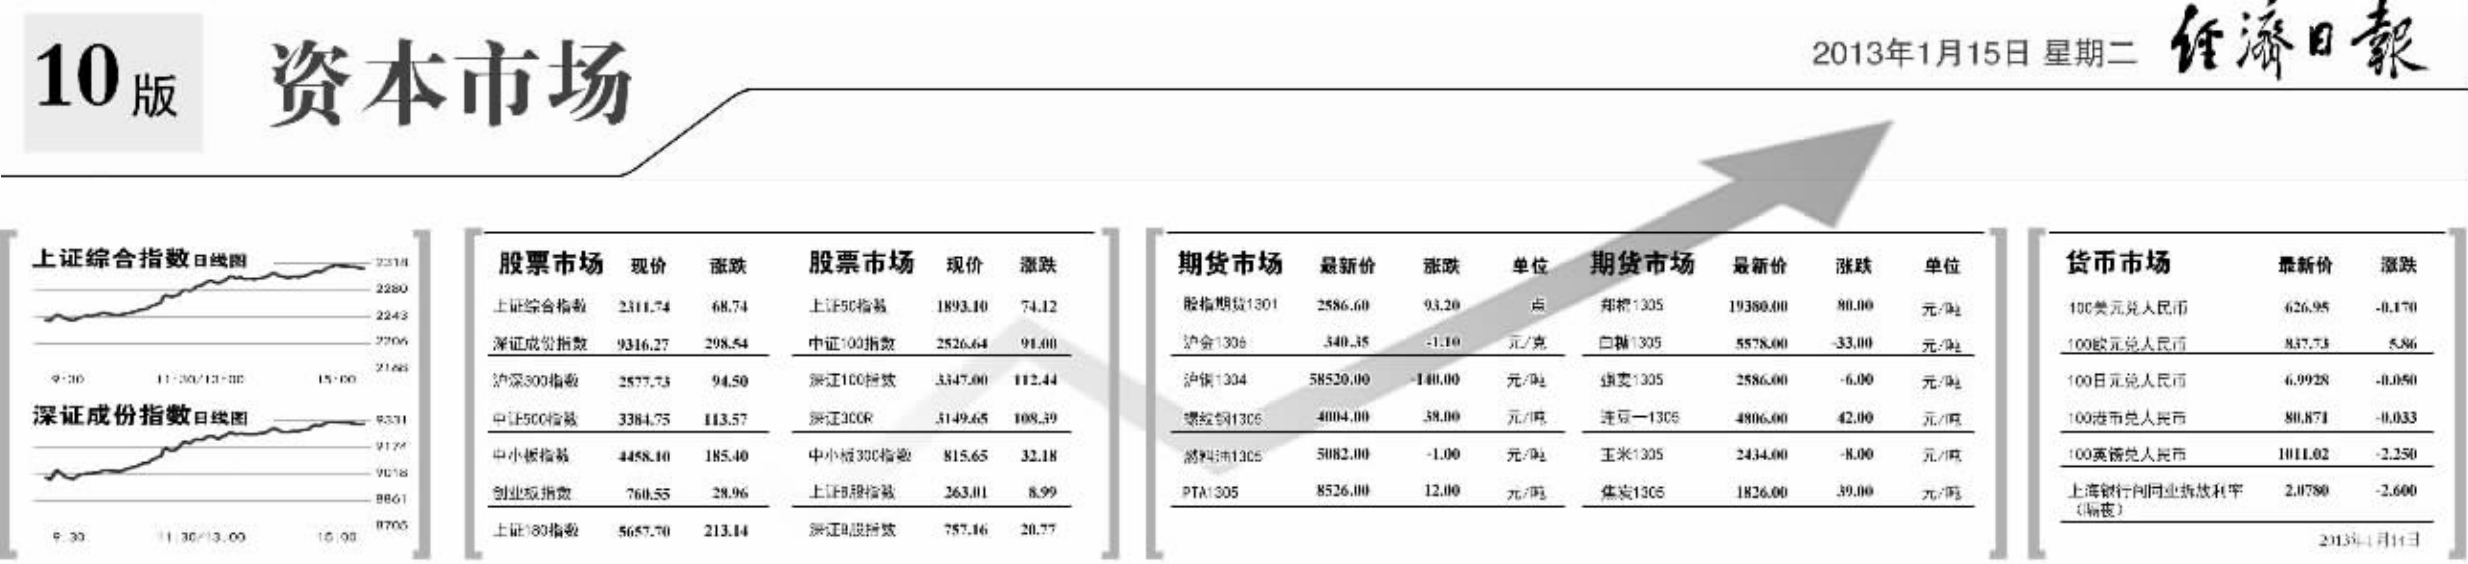 10版
资本市场
2013年1月15日 星期二
经济日报
上证综合指数日线图
2318
2280
2243
2206
2168
9:30 11:30/13:00 15:00
深证成份指数日线图
9331
9174
9018
8861
8705
9:30 11:30/13:00 15:00
股票市场 现价 涨跌
上证综合指数 2311.74 68.74
深证成份指数 9316.27 298.54
沪深300指数 2577.73 94.50
中证500指数 3384.75 113.57
中小板指数 4458.10 185.40
创业板指数 760.55 28.96
上证180指数 5657.70 213.14
股票市场 现价 涨跌
上证50指数 1893.10 74.12
中证100指数 2526.64 91.00
深证100指数 3347.00 112.44
深证300R 3149.65 108.39
中小板300指数 815.65 32.18
上证B股指数 263.01 8.99
深证B股指数 757.16 20.77
期货市场 最新价 涨跌 单位
股指期货1301 2586.60 93.20 点
沪金1306 340.35 -1.10 元/克
沪铜1304 58520.00 -140.00 元/吨
螺纹钢1305 4004.00 38.00 元/吨
燃料油1305 5082.00 -1.00 元/吨
PTA1305 8526.00 12.00 元/吨
期货市场 最新价 涨跌 单位
郑棉1305 19380.00 80.00 元/吨
白糖1305 5578.00 -33.00 元/吨
强麦1305 2586.00 -6.00 元/吨
连豆一1305 4806.00 42.00 元/吨
玉米1305 2434.00 -8.00 元/吨
焦炭1305 1826.00 39.00 元/吨
货币市场 最新价 涨跌
100美元兑人民币 626.95 -0.170
100欧元兑人民币 837.73 5.86
100日元兑人民币 6.9928 -0.050
100港币兑人民币 80.871 -0.033
100英镑兑人民币 1011.02 -2.250
上海银行间同业拆放利率 2.0780 -2.600
(隔夜)
2013年1月14日